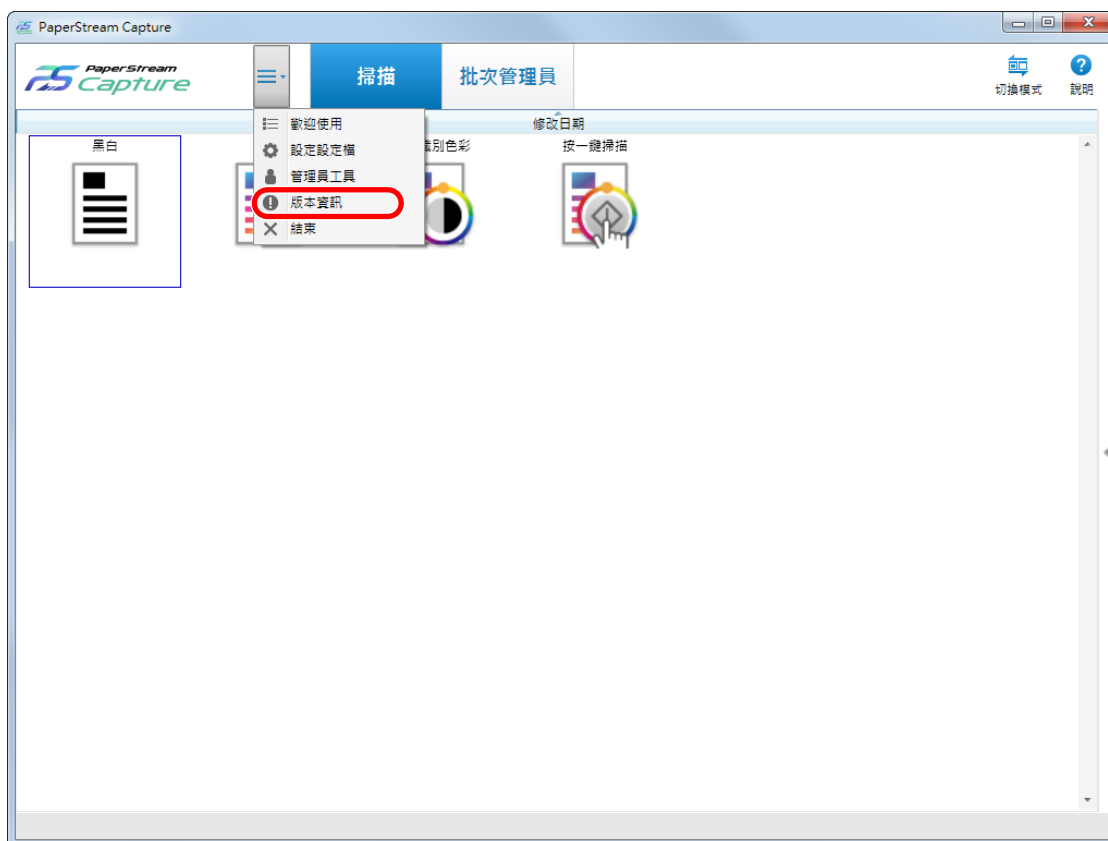 PaperStream Capture
PaperStream
Capture
掃描
批次管理員
切換模式
說明
修改日期
歡迎使用
設定設定檔
管理員工具
版本資訊
結束
黑白
別色彩
按一鍵掃描